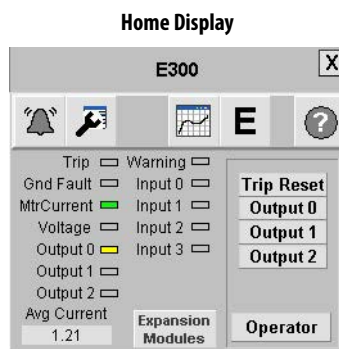 Home Display
E300
X
E
?
Trip
Warning
Gnd Fault
Input 0
MtrCurrent
Input 1
Voltage
Input 2
Output 0
Input 3
Output 1
Output 2
Avg Current
1.21
Expansion
Modules
Trip Reset
Output 0
Output 1
Output 2
Operator